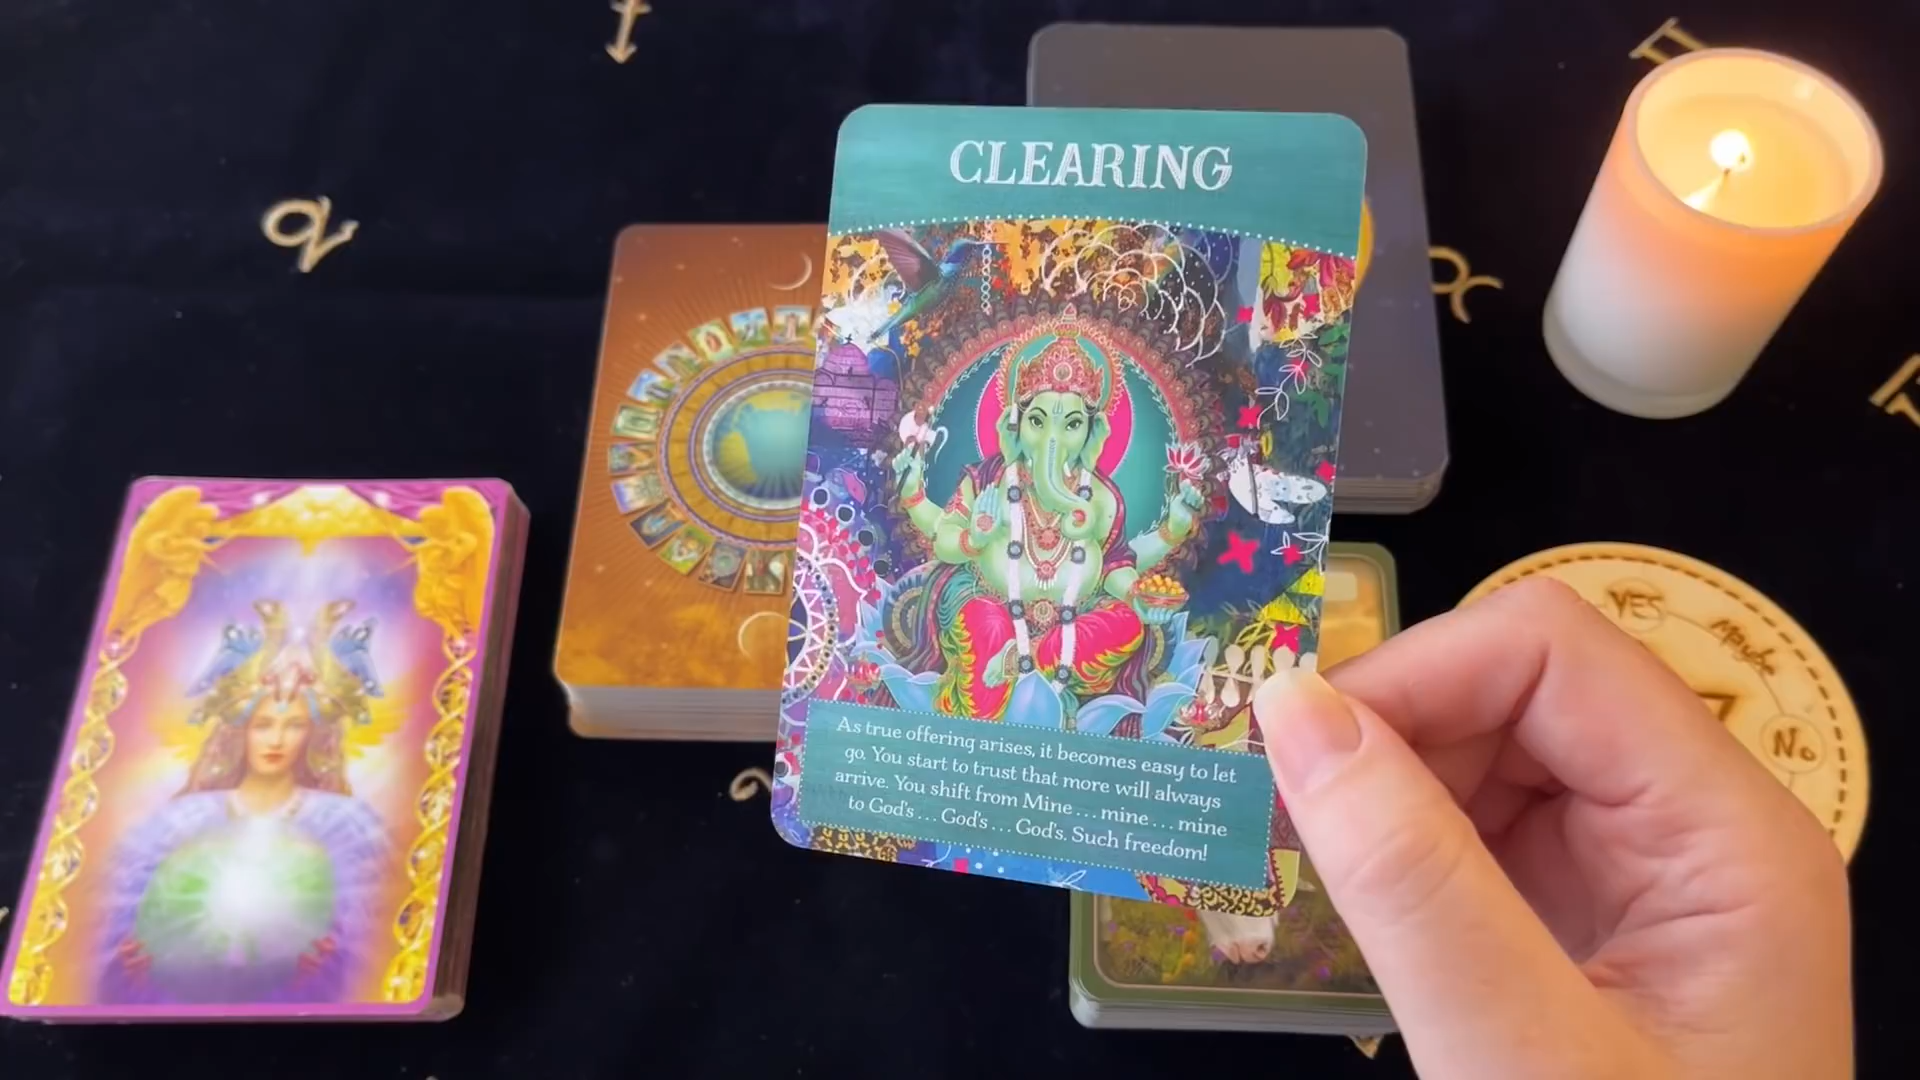 CLEARING
As true offering arises, it becomes easy to let
go. You start to trust that more will always
arrive. You shift from Mine ... mine ... mine
to God's ... God's ... God's. Such freedom!
YES
Maybe
No